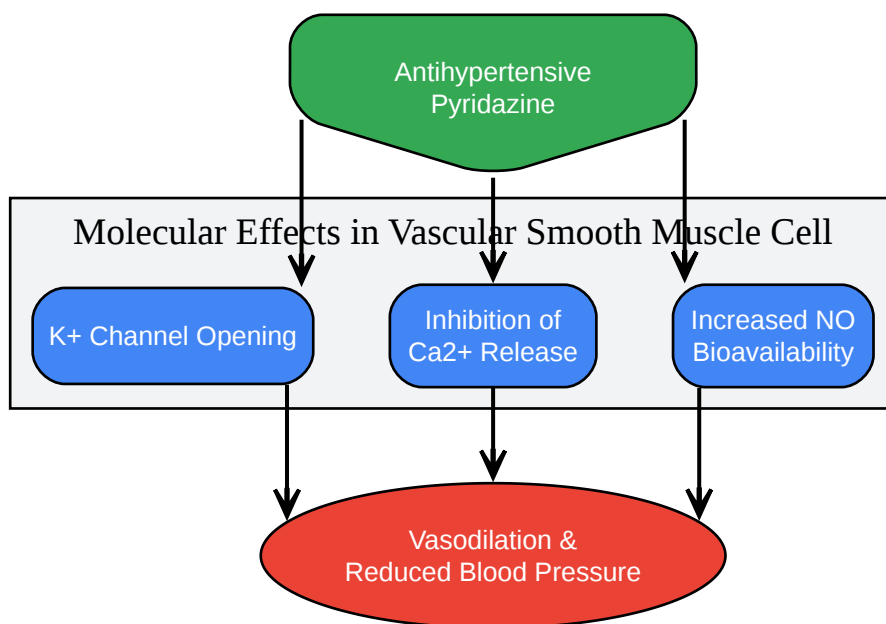 Antihypertensive
Pyridazine
Molecular Effects in Vascular Smooth Muscle Cell
K+ Channel Opening
Inhibition of
Ca2+ Release
Increased NO
Bioavailability
Vasodilation &
Reduced Blood Pressure